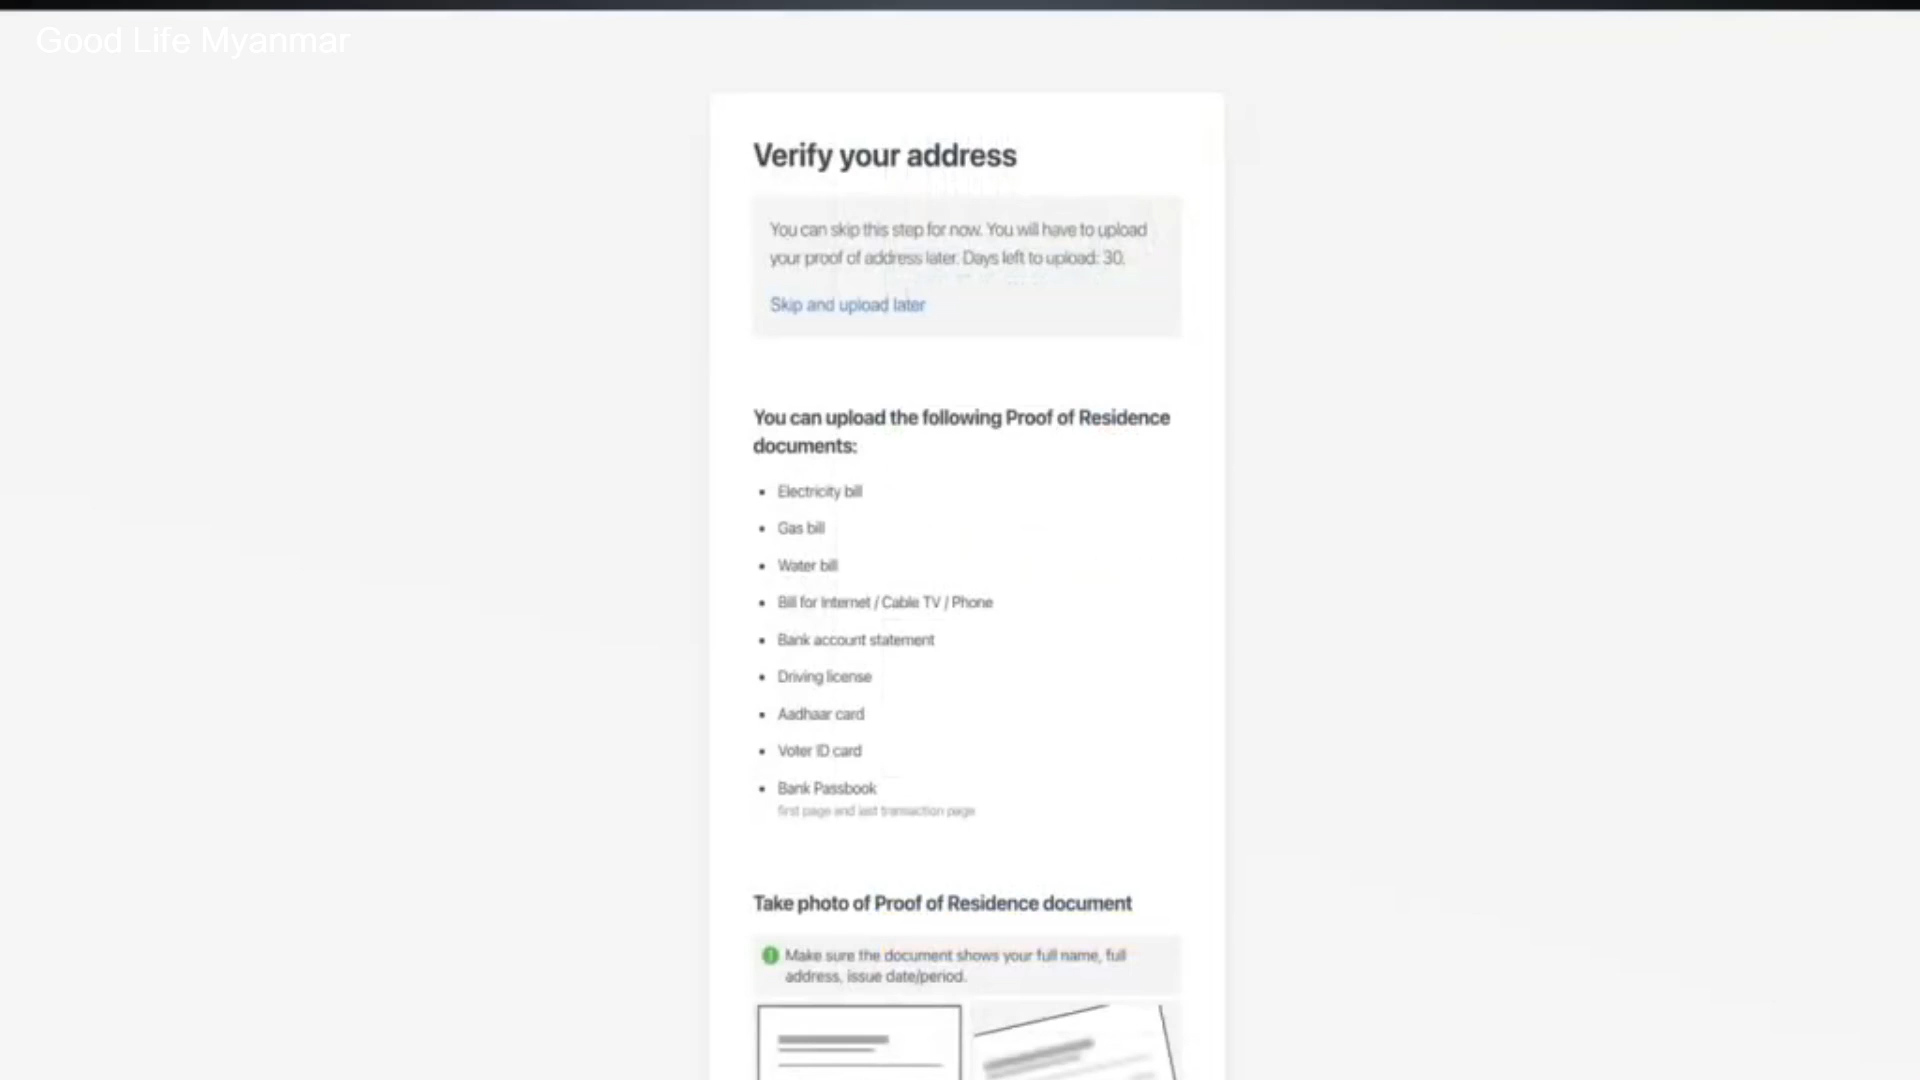 Good Life Myanmar
Verify your address
You can skip this step for now. You will have to upload
your proof of address later. Days left to upload: 30.
Skip and upload later
You can upload the following Proof of Residence
documents:
• Electricity bill
• Gas bill
• Water bill
• Bill for Internet / Cable TV / Phone
• Bank account statement
• Driving license
• Aadhaar card
• Voter ID card
• Bank Passbook
first page and last transaction page
Take photo of Proof of Residence document
Make sure the document shows your full name, full
address, issue date/period.